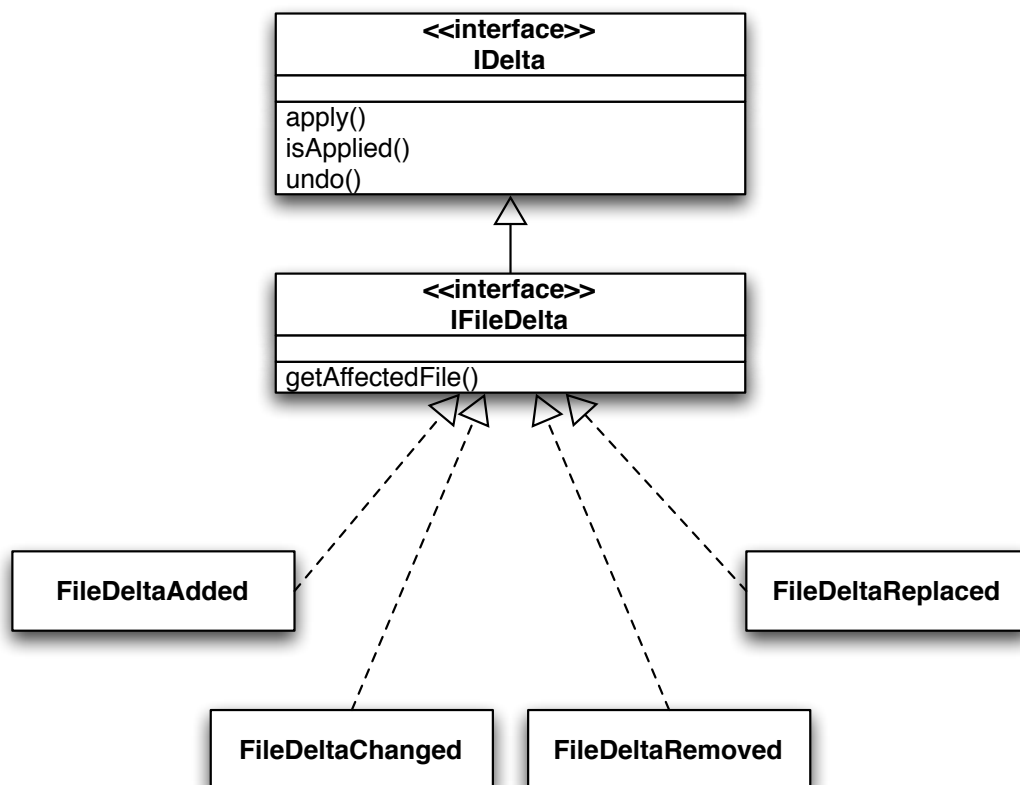 <<interface>>
IDelta
apply()
isApplied()
undo()
<<interface>>
IFileDelta
getAffectedFile()
FileDeltaAdded
FileDeltaReplaced
FileDeltaChanged
FileDeltaRemoved